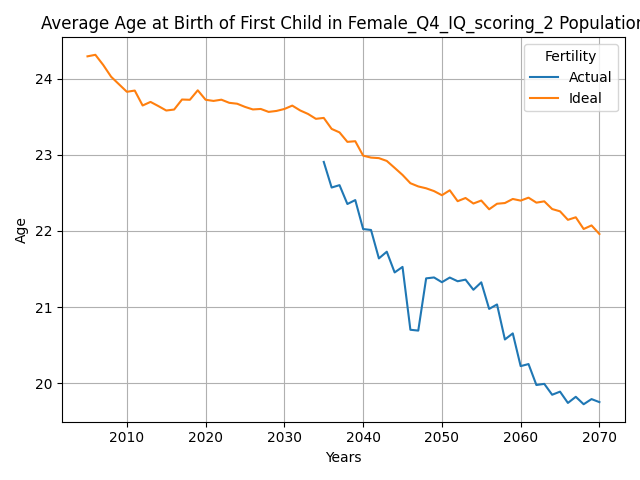 Average Age at Birth of First Child in Female_Q4_IQ_scoring_2 Population
Fertility
Actual
Ideal
24
23
22
21
20
Age
2010 2020 2030 2040 2050 2060 2070
Years